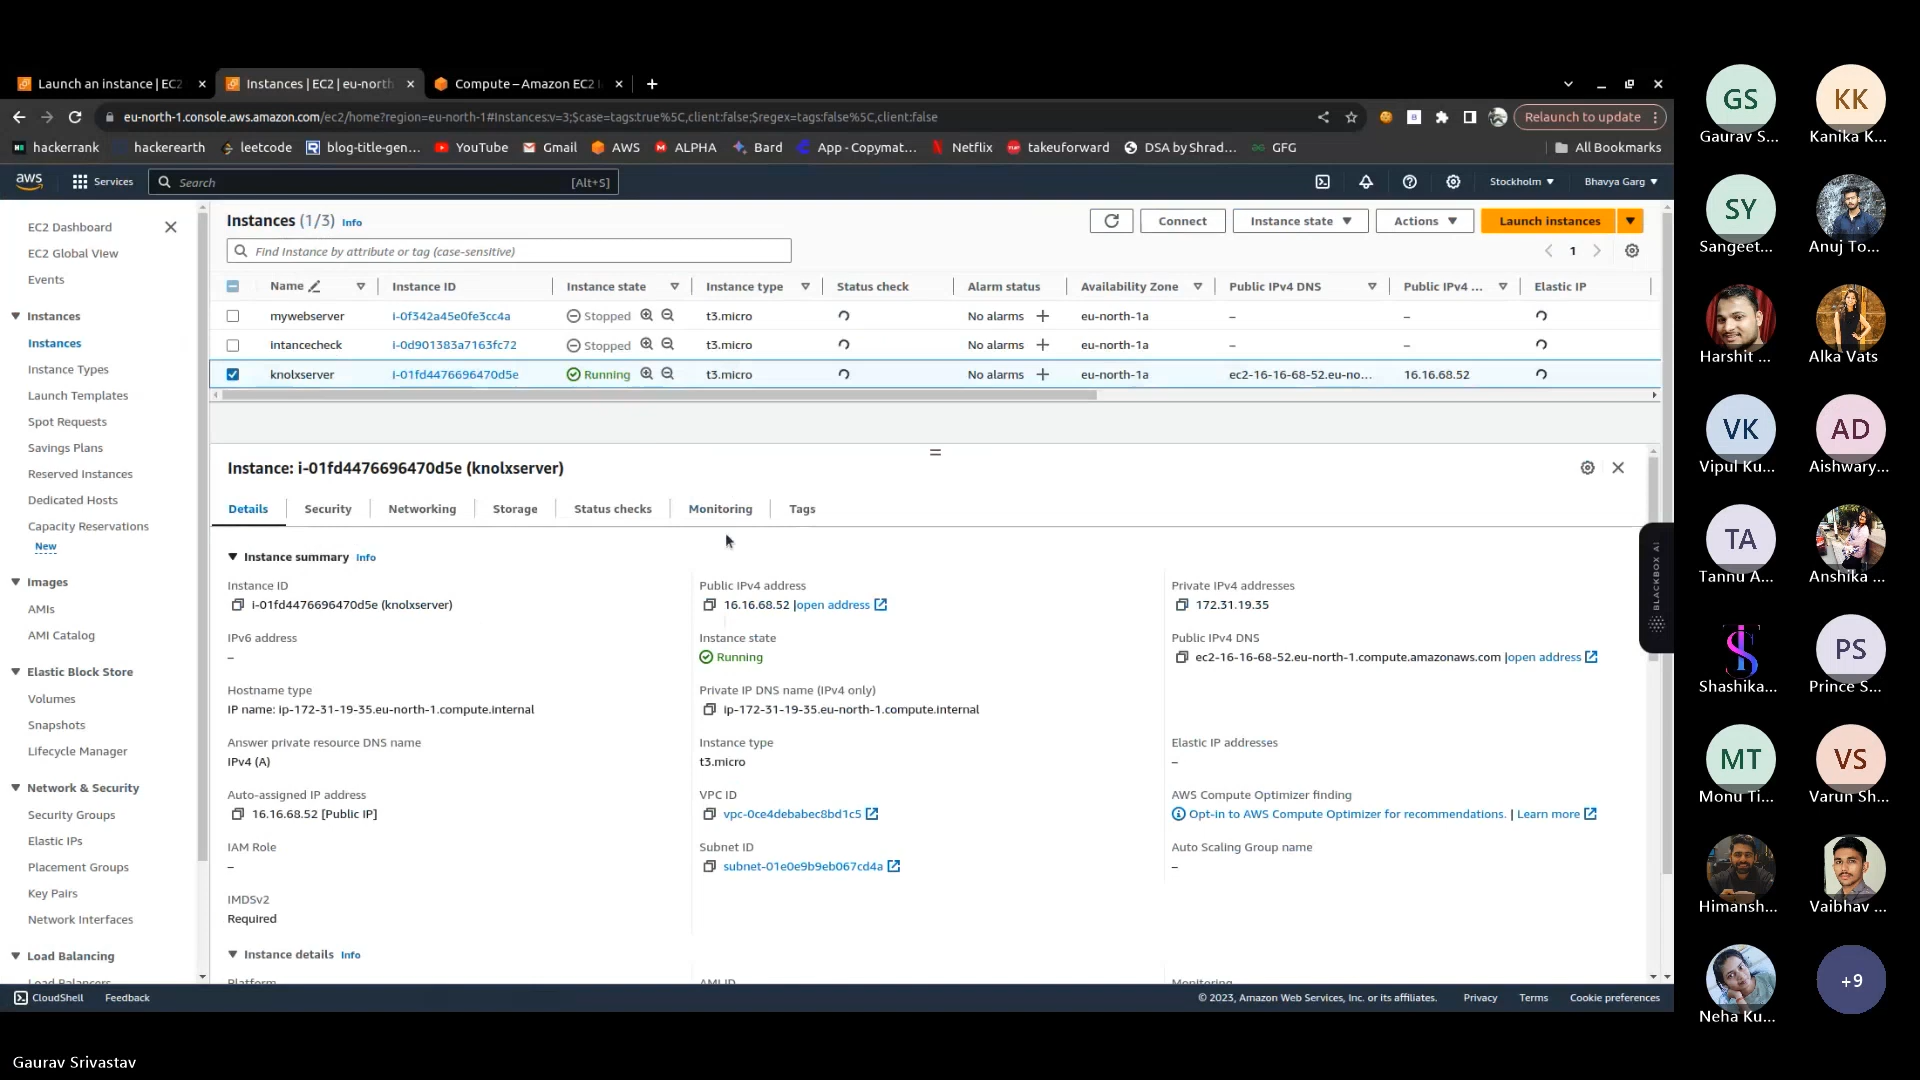 Launch an instance | EC2
Instances | EC2 | eu-north
Compute – Amazon EC2 I
eu-north-1.console.aws.amazon.com/ec2/home?region=eu-north-1#Instances:v=3;$case=tags:true%5C,client:false;$regex=tags:false%5C,client:false
Relaunch to update
hackerrank hackerearth leetcode blog-title-gen... YouTube Gmail AWS ALPHA Bard App - Copymat... Netflix takeuforward DSA by Shrad... GFG All Bookmarks
aws Services Search [Alt+S] Stockholm Bhavya Garg
EC2 Dashboard
EC2 Global View
Events
Instances
Instances
Instance Types
Launch Templates
Spot Requests
Savings Plans
Reserved Instances
Dedicated Hosts
Capacity Reservations
New
Images
AMIs
AMI Catalog
Elastic Block Store
Volumes
Snapshots
Lifecycle Manager
Network & Security
Security Groups
Elastic IPs
Placement Groups
Key Pairs
Network Interfaces
Load Balancing
Load Balancers
Instances (1/3) Info
Connect Instance state Actions Launch instances
Find Instance by attribute or tag (case-sensitive)
1
Name Instance ID Instance state Instance type Status check Alarm status Availability Zone Public IPv4 DNS Public IPv4 ... Elastic IP
mywebserver i-0f342a45e0fe3cc4a Stopped t3.micro No alarms + eu-north-1a – –
intancecheck i-0d901383a7163fc72 Stopped t3.micro No alarms + eu-north-1a – –
knolxserver i-01fd4476696470d5e Running t3.micro No alarms + eu-north-1a ec2-16-16-68-52.eu-no... 16.16.68.52
Instance: i-01fd4476696470d5e (knolxserver)
Details Security Networking Storage Status checks Monitoring Tags
Instance summary Info
Instance ID
i-01fd4476696470d5e (knolxserver)
Public IPv4 address
16.16.68.52 |open address
Private IPv4 addresses
172.31.19.35
IPv6 address
–
Instance state
Running
Public IPv4 DNS
ec2-16-16-68-52.eu-north-1.compute.amazonaws.com |open address
Hostname type
IP name: ip-172-31-19-35.eu-north-1.compute.internal
Private IP DNS name (IPv4 only)
ip-172-31-19-35.eu-north-1.compute.internal
Answer private resource DNS name
IPv4 (A)
Instance type
t3.micro
Elastic IP addresses
–
Auto-assigned IP address
16.16.68.52 [Public IP]
VPC ID
vpc-0ce4debabec8bd1c5
AWS Compute Optimizer finding
Opt-in to AWS Compute Optimizer for recommendations. | Learn more
IAM Role
–
Subnet ID
subnet-01e0e9b9eb067cd4a
Auto Scaling Group name
–
IMDSv2
Required
Instance details Info
Platform AMI ID Monitoring
BLACKBOX AI
CloudShell Feedback © 2023, Amazon Web Services, Inc. or its affiliates. Privacy Terms Cookie preferences
GS KK
Gaurav S... Kanika K...
SY
Sangeet... Anuj To...
Harshit ... Alka Vats
VK AD
Vipul Ku... Aishwary...
TA
Tannu A... Anshika ...
PS
Shashika... Prince S...
MT VS
Monu Ti... Varun Sh...
Himansh... Vaibhav ...
+9
Neha Ku...
Gaurav Srivastav